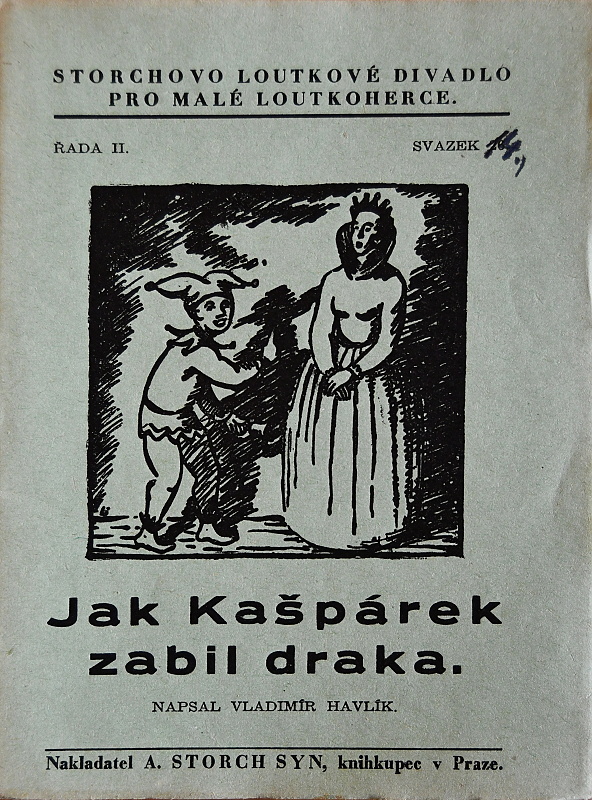 STORCHOVO LOUTKOVÉ DIVADLO
PRO MALÉ LOUTKOHERCE.
ŘADA II.
SVAZEK 14.
Jak Kašpárek
zabil draka.
NAPSAL VLADIMÍR HAVLÍK.
Nakladatel A. STORCH SYN, knihkupec v Praze.